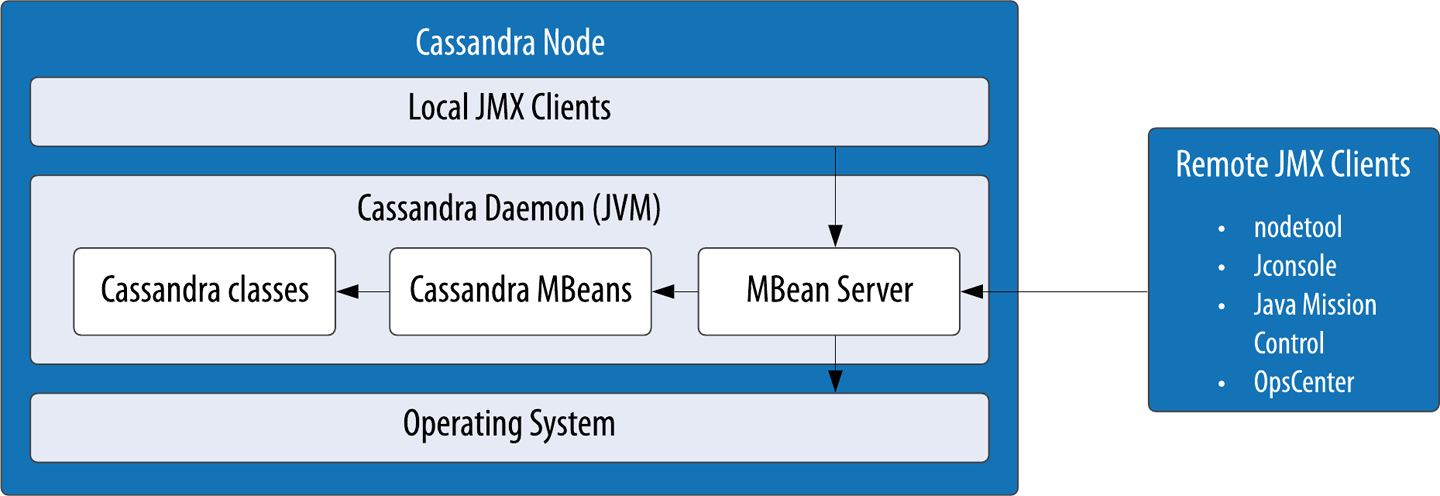 Cassandra Node
Local JMX Clients
Cassandra Daemon (JVM)
Cassandra classes
Cassandra MBeans
MBean Server
Operating System
Remote JMX Clients
• nodetool
• Jconsole
• Java Mission
Control
• OpsCenter